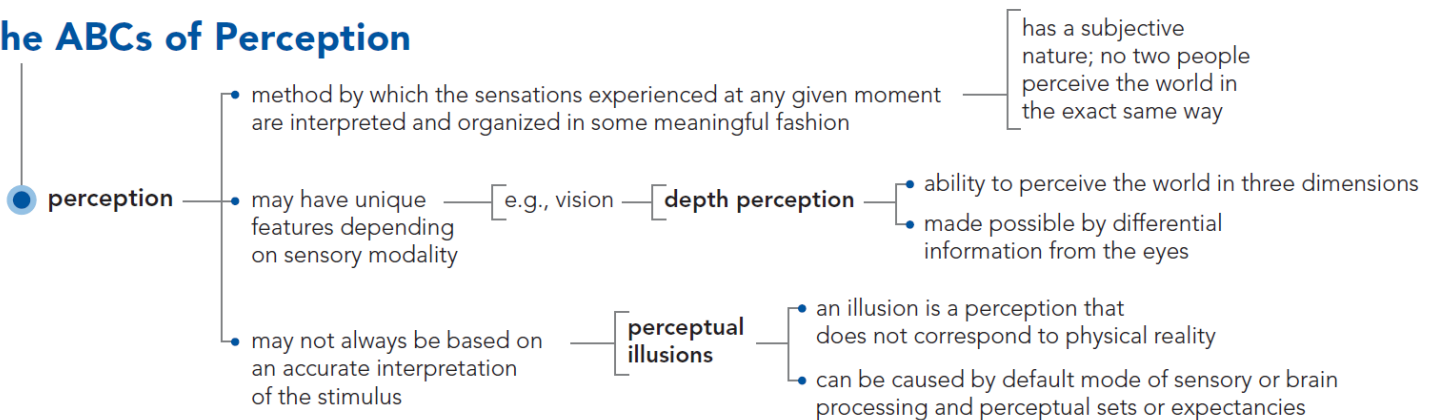 he ABCs of Perception
has a subjective
nature; no two people
perceive the world in
the exact same way
method by which the sensations experienced at any given moment
are interpreted and organized in some meaningful fashion
perception
may have unique
features depending
on sensory modality
e.g., vision
depth perception
ability to perceive the world in three dimensions
made possible by differential
information from the eyes
may not always be based on
an accurate interpretation
of the stimulus
perceptual
illusions
an illusion is a perception that
does not correspond to physical reality
can be caused by default mode of sensory or brain
processing and perceptual sets or expectancies